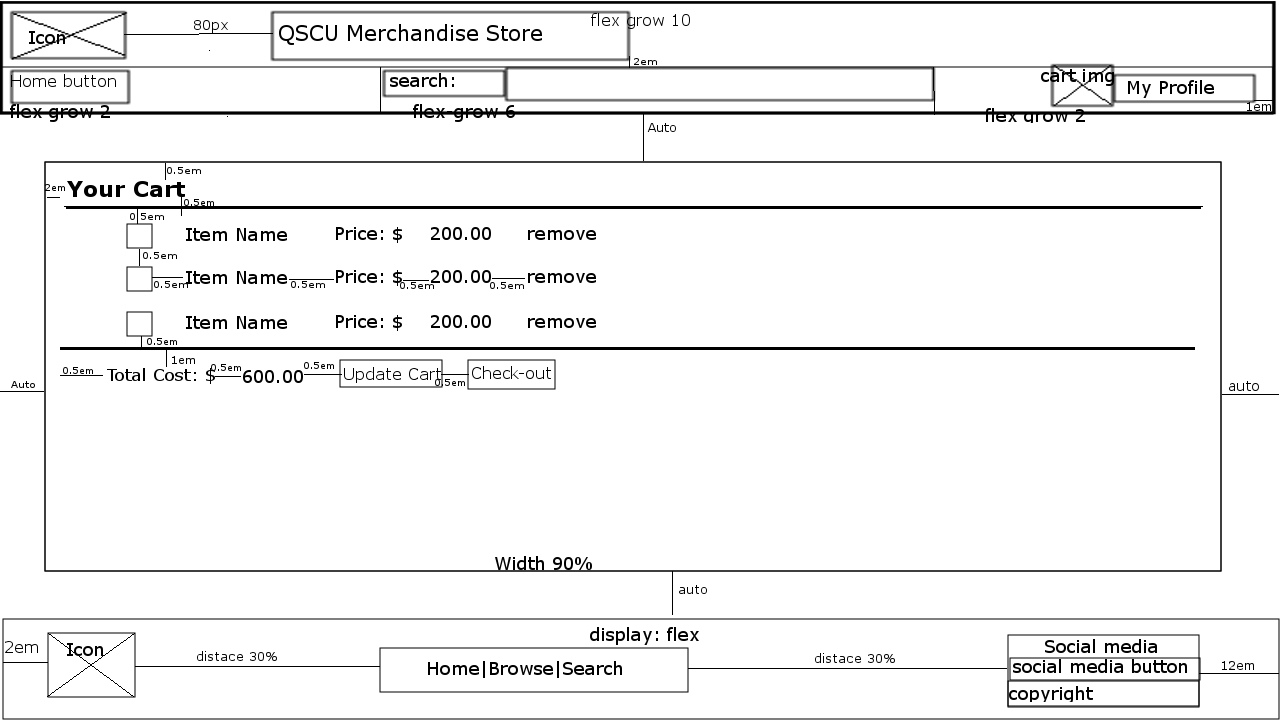 Icon 80px QSCU Merchandise Store flex grow 10
2em
Home button search: cart img My Profile
flex grow 2 flex grow 6 flex grow 2 1em
Auto
0.5em
2em Your Cart
0.5em
0.5em
Item Name Price: $ 200.00 remove
0.5em
Item Name Price: $ 200.00 remove
0.5em 0.5em 0.5em 0.5em
Item Name Price: $ 200.00 remove
0.5em
1em
0.5em Total Cost: $ 0.5em 600.00 0.5em Update Cart 0.5em Check-out
Auto auto
Width 90%
auto
display: flex
2em Icon distace 30% Home|Browse|Search distace 30% Social media
social media button 12em
copyright